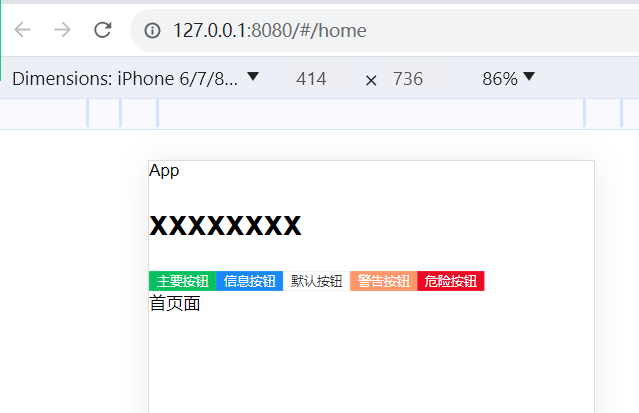 127.0.0.1:8080/#/home
Dimensions: iPhone 6/7/8... 414 × 736 86%
App
xxxxxxxx
主要按钮 信息按钮 默认按钮 警告按钮 危险按钮
首页面